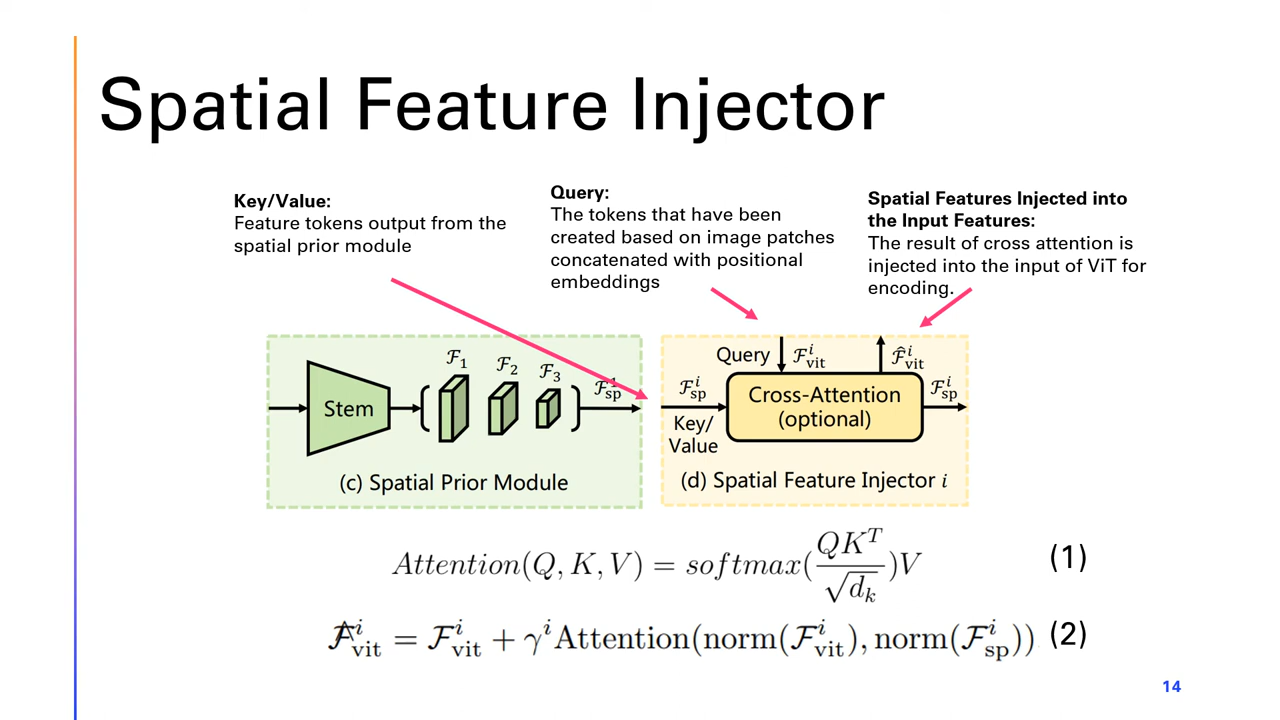 Spatial Feature Injector
Key/Value:
Feature tokens output from the
spatial prior module
Query:
The tokens that have been
created based on image patches
concatenated with positional
embeddings
Spatial Features Injected into
the Input Features:
The result of cross attention is
injected into the input of ViT for
encoding.
Stem
ℱ₁
ℱ₂
ℱ₃
ℱ¹_sp
(c) Spatial Prior Module
Query
ℱ^i_vit
ℱ̂^i_vit
ℱ^i_sp
Key/
Value
Cross-Attention
(optional)
ℱ^i_sp
(d) Spatial Feature Injector i
Attention(Q, K, V) = softmax(QK^T/√d_k)V (1)
ℱ̂^i_vit = ℱ^i_vit + γ^i Attention(norm(ℱ^i_vit), norm(ℱ^i_sp)) (2)
14